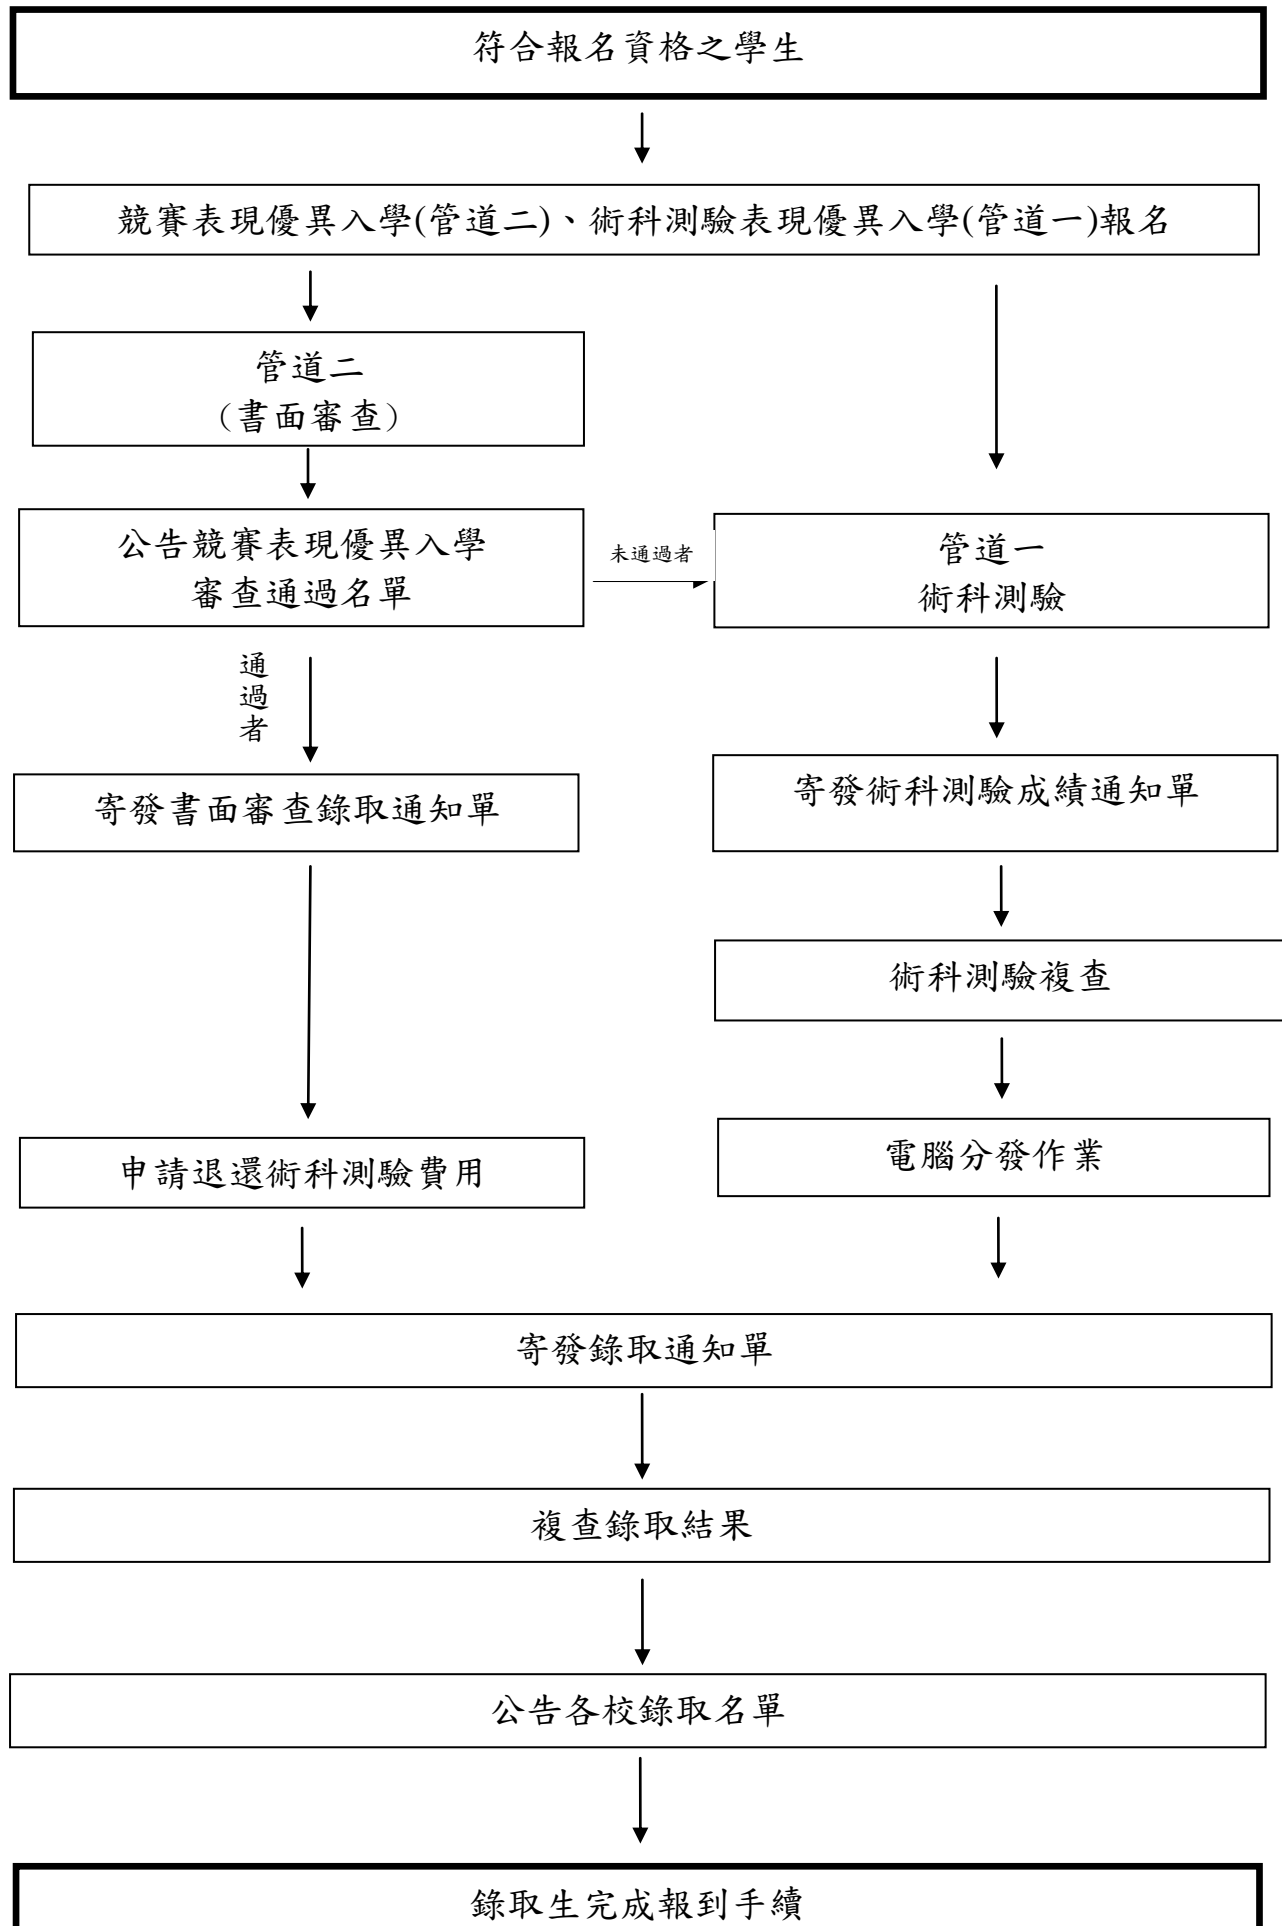 符合報名資格之學生
競賽表現優異入學(管道二)、術科測驗表現優異入學(管道一)報名
管道二
（書面審查）
公告競賽表現優異入學
審查通過名單
未通過者
管道一
術科測驗
通過者
寄發書面審查錄取通知單
寄發術科測驗成績通知單
術科測驗複查
申請退還術科測驗費用
電腦分發作業
寄發錄取通知單
複查錄取結果
公告各校錄取名單
錄取生完成報到手續